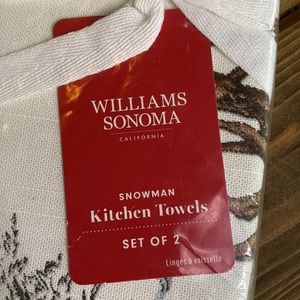 WILLIAMS
SONOMA
CALIFORNIA
SNOWMAN
Kitchen Towels
SET OF 2
Linges à vaisselle